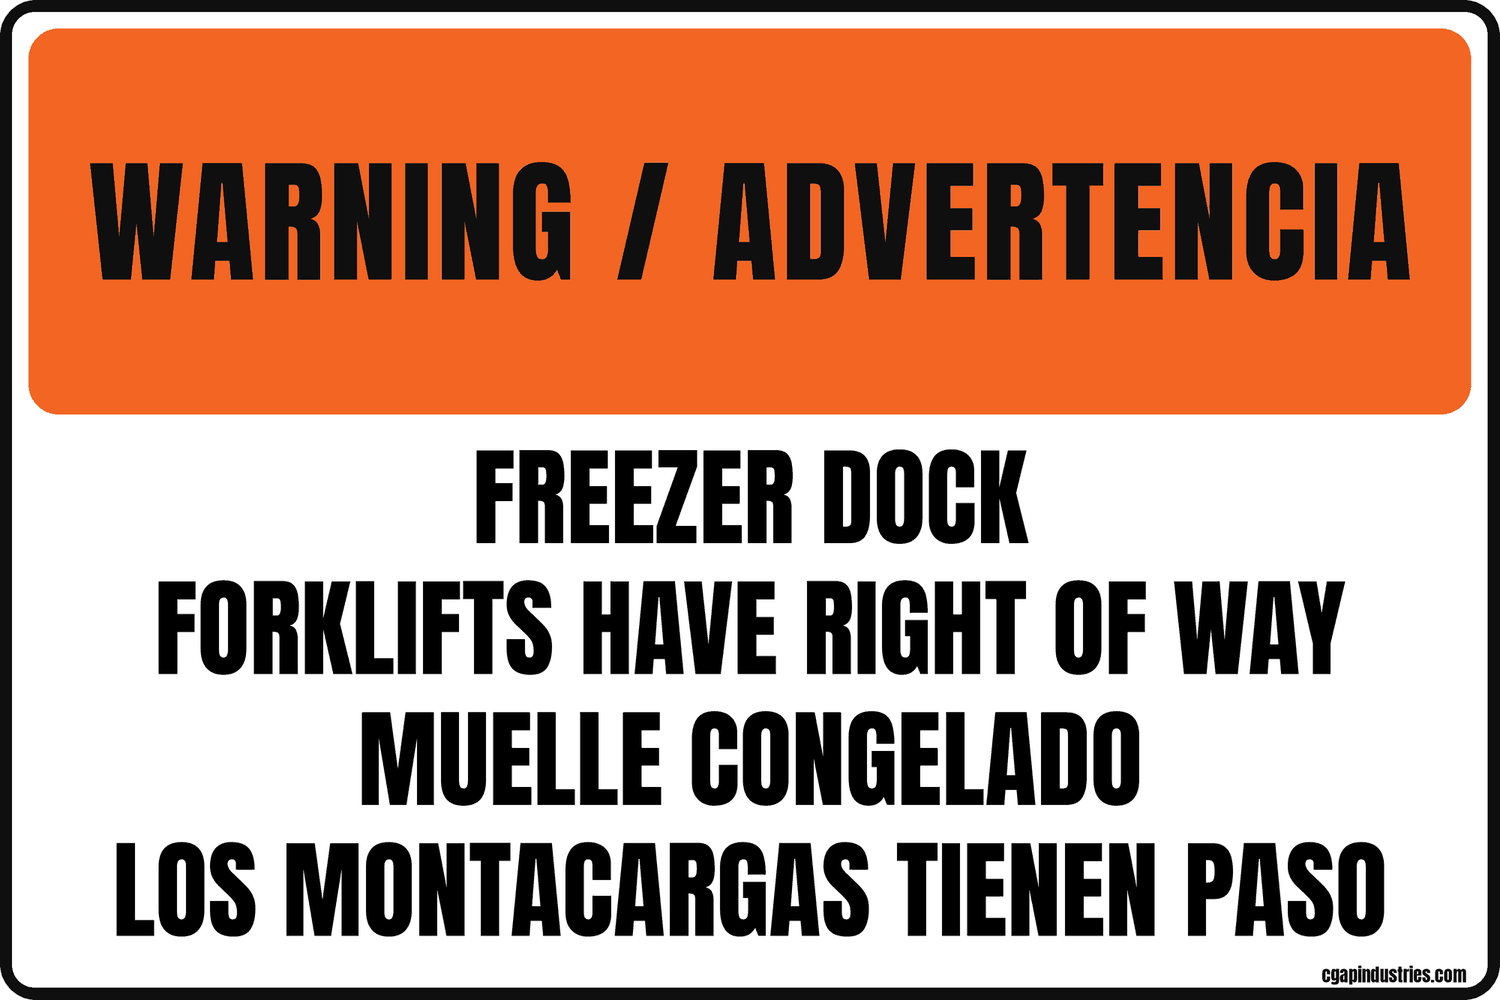 WARNING / ADVERTENCIA
FREEZER DOCK
FORKLIFTS HAVE RIGHT OF WAY
MUELLE CONGELADO
LOS MONTACARGAS TIENEN PASO
cgapindustries.com